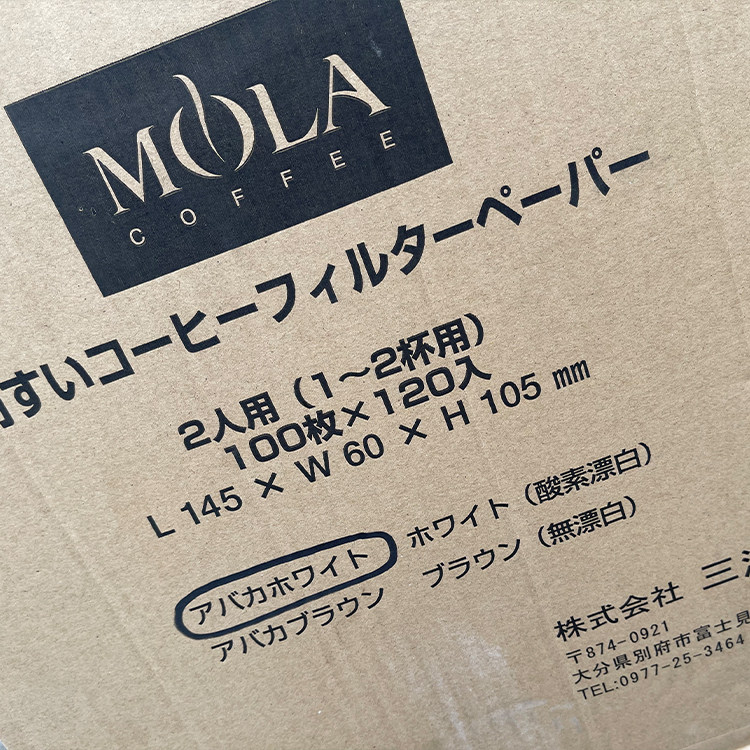 MOLA
COFFEE
すいコーヒーフィルターペーパー
2人用（1〜2杯用）
100枚×120入
L 145 × W 60 × H 105 mm
アバカホワイト ホワイト（酸素漂白）
アバカブラウン ブラウン（無漂白）
株式会社 三
〒874-0921
大分県別府市富士見
TEL:0977-25-3464